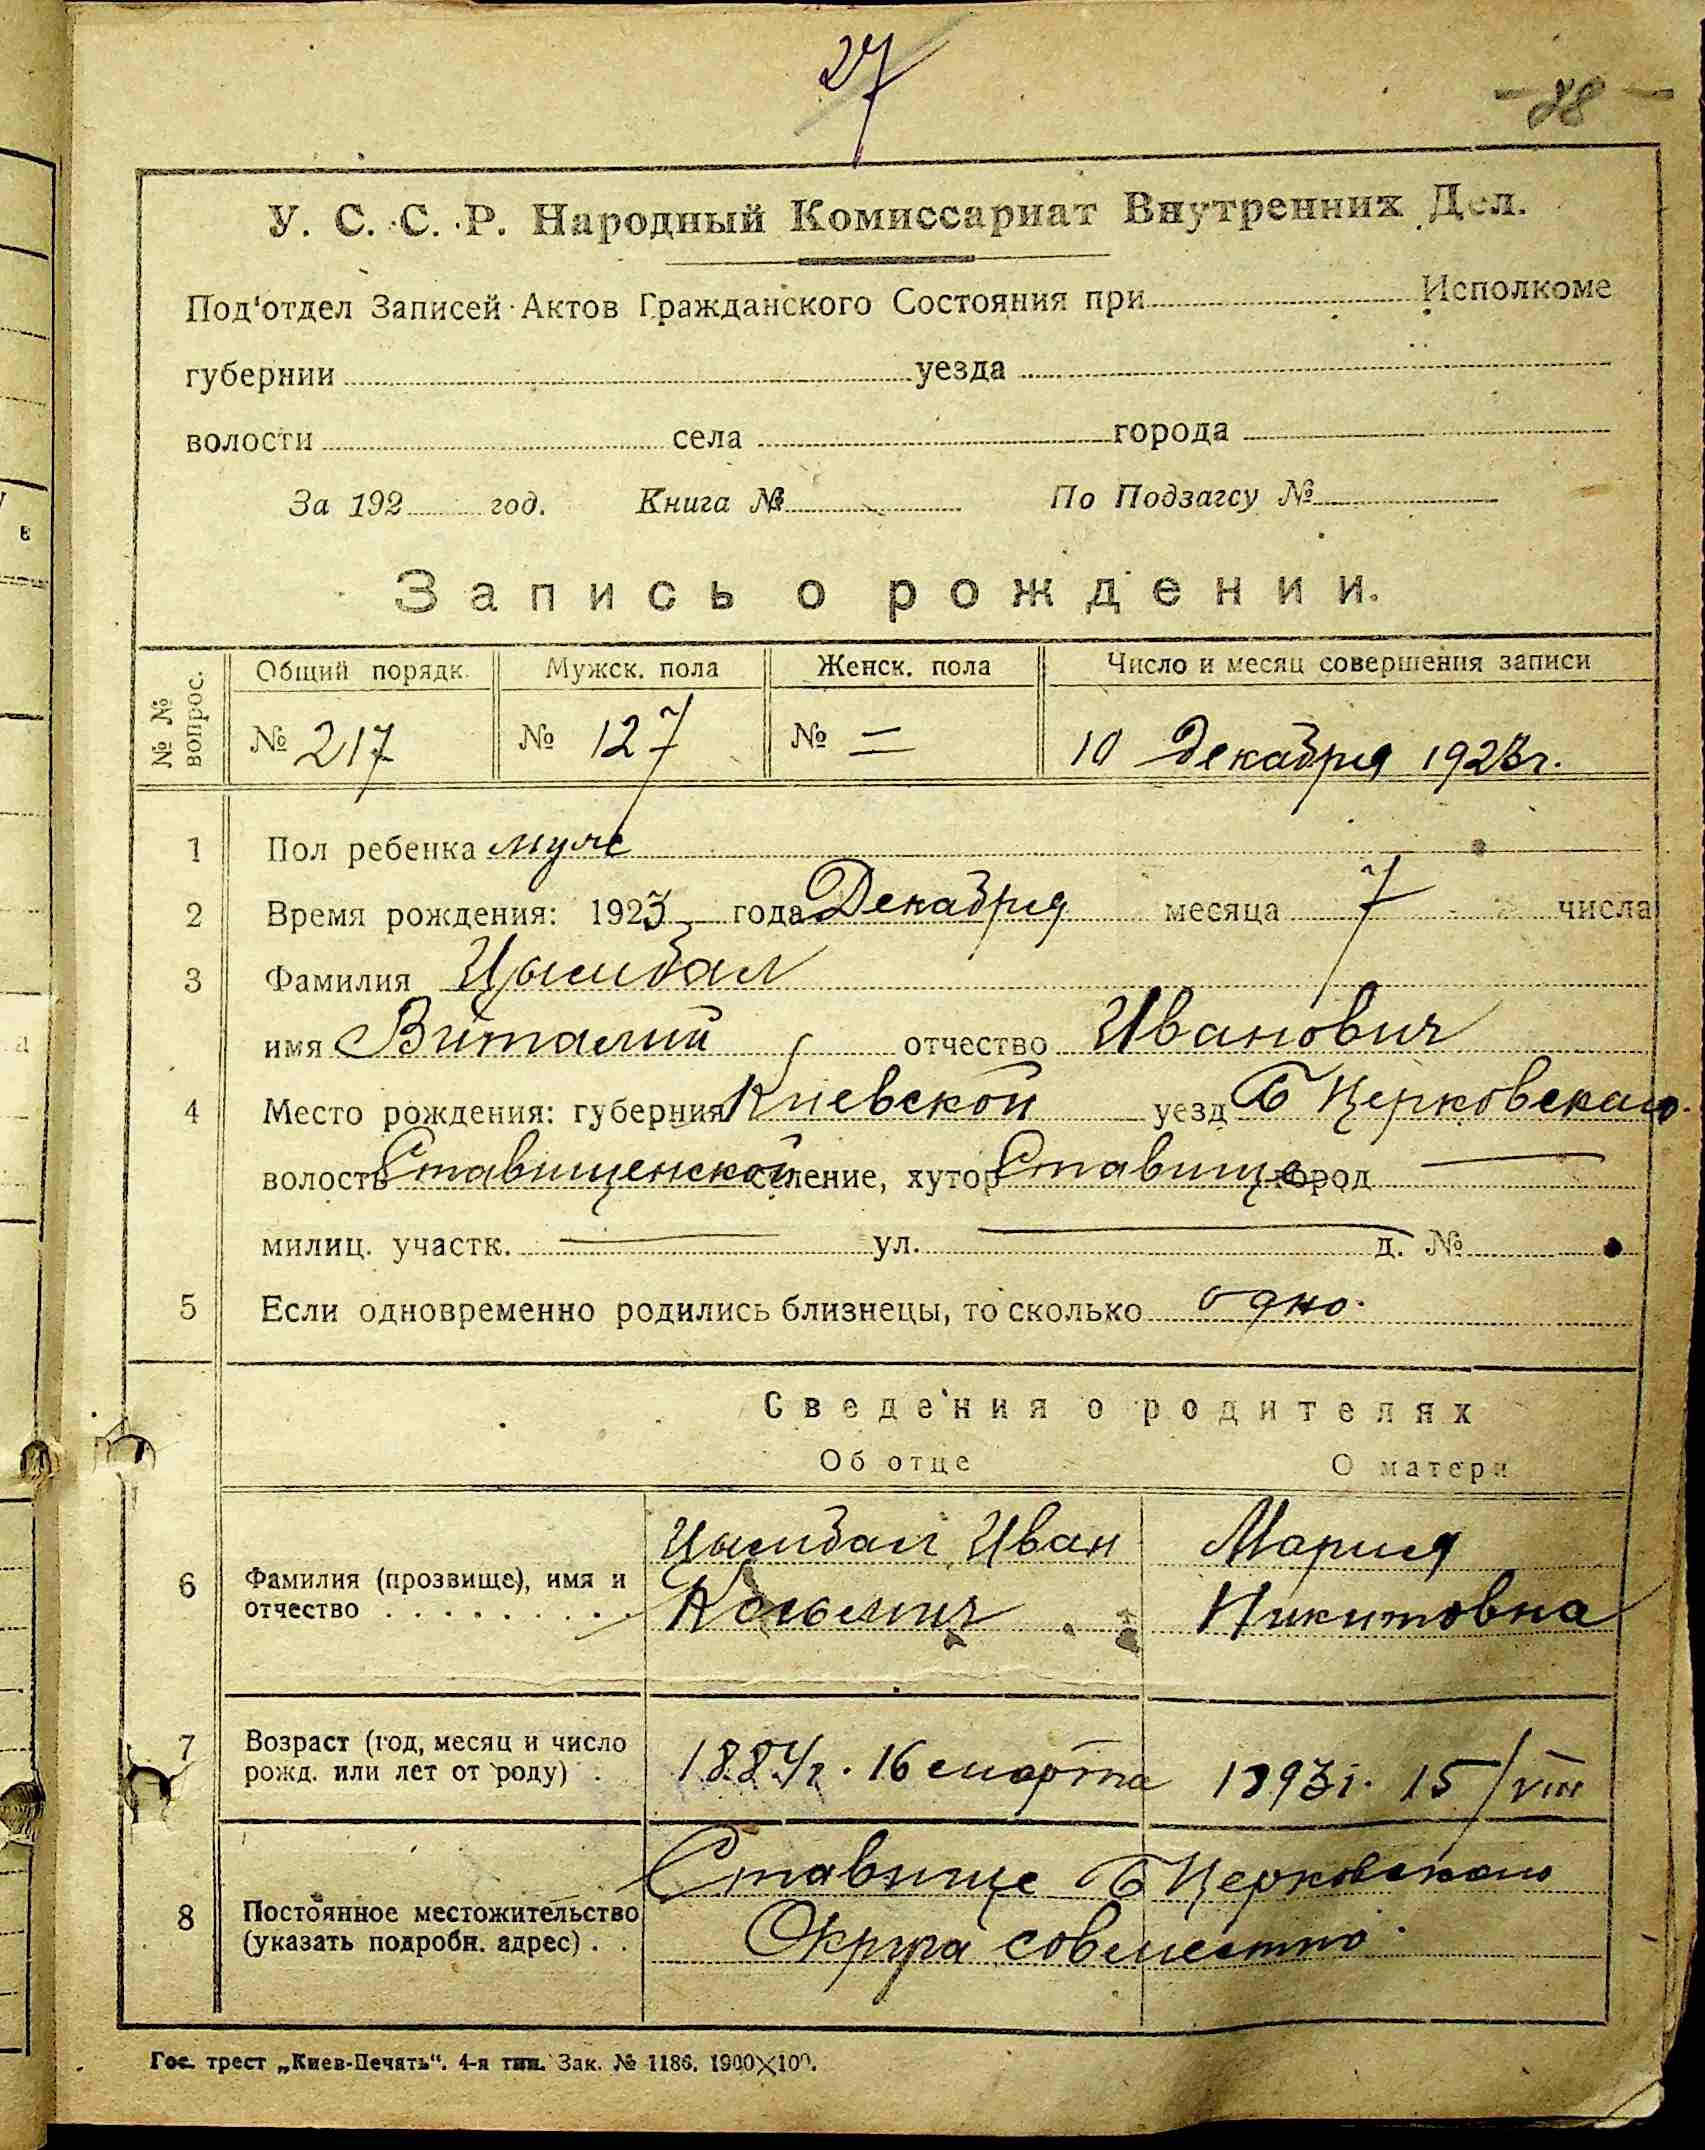 27
- 28 -
У. С. С. Р. Народный Комиссариат Внутренних Дел.
Под'отдел Записей Актов Гражданского Состояния при Исполкоме
губернии уезда
волости села города
За 192 год. Книга № По Подзагсу №
Запись о рождении.
№ № вопрос. Общий порядк. Мужск. пола Женск. пола Число и месяц совершения записи
№ 217 № 127 № = 10 Декабря 1923г.
1 Пол ребенка муж
2 Время рождения: 1923 года Декабря месяца 7 числа
3 Фамилия Цымбал
имя Виталий отчество Иванович
4 Место рождения: губерния Киевской уезд Б Церковского
волость Ставищенской селение, хутор Ставище город —
милиц. участк. — ул. — д. №
5 Если одновременно родились близнецы, то сколько одно.
Сведения о родителях
Об отце О матери
Цымбал Иван Мария
6 Фамилия (прозвище), имя и
отчество . . . . . . . . . Косьмич Никитовна
7 Возраст (год, месяц и число
рожд. или лет от роду) . 1884г. 16 марта 1893г. 15/VIII
Ставище Б Церковского
8 Постоянное местожительство
(указать подробн. адрес) . . Округа совместно
Гос. трест „Киев-Печать". 4-я тип. Зак. № 1186. 1900×100.